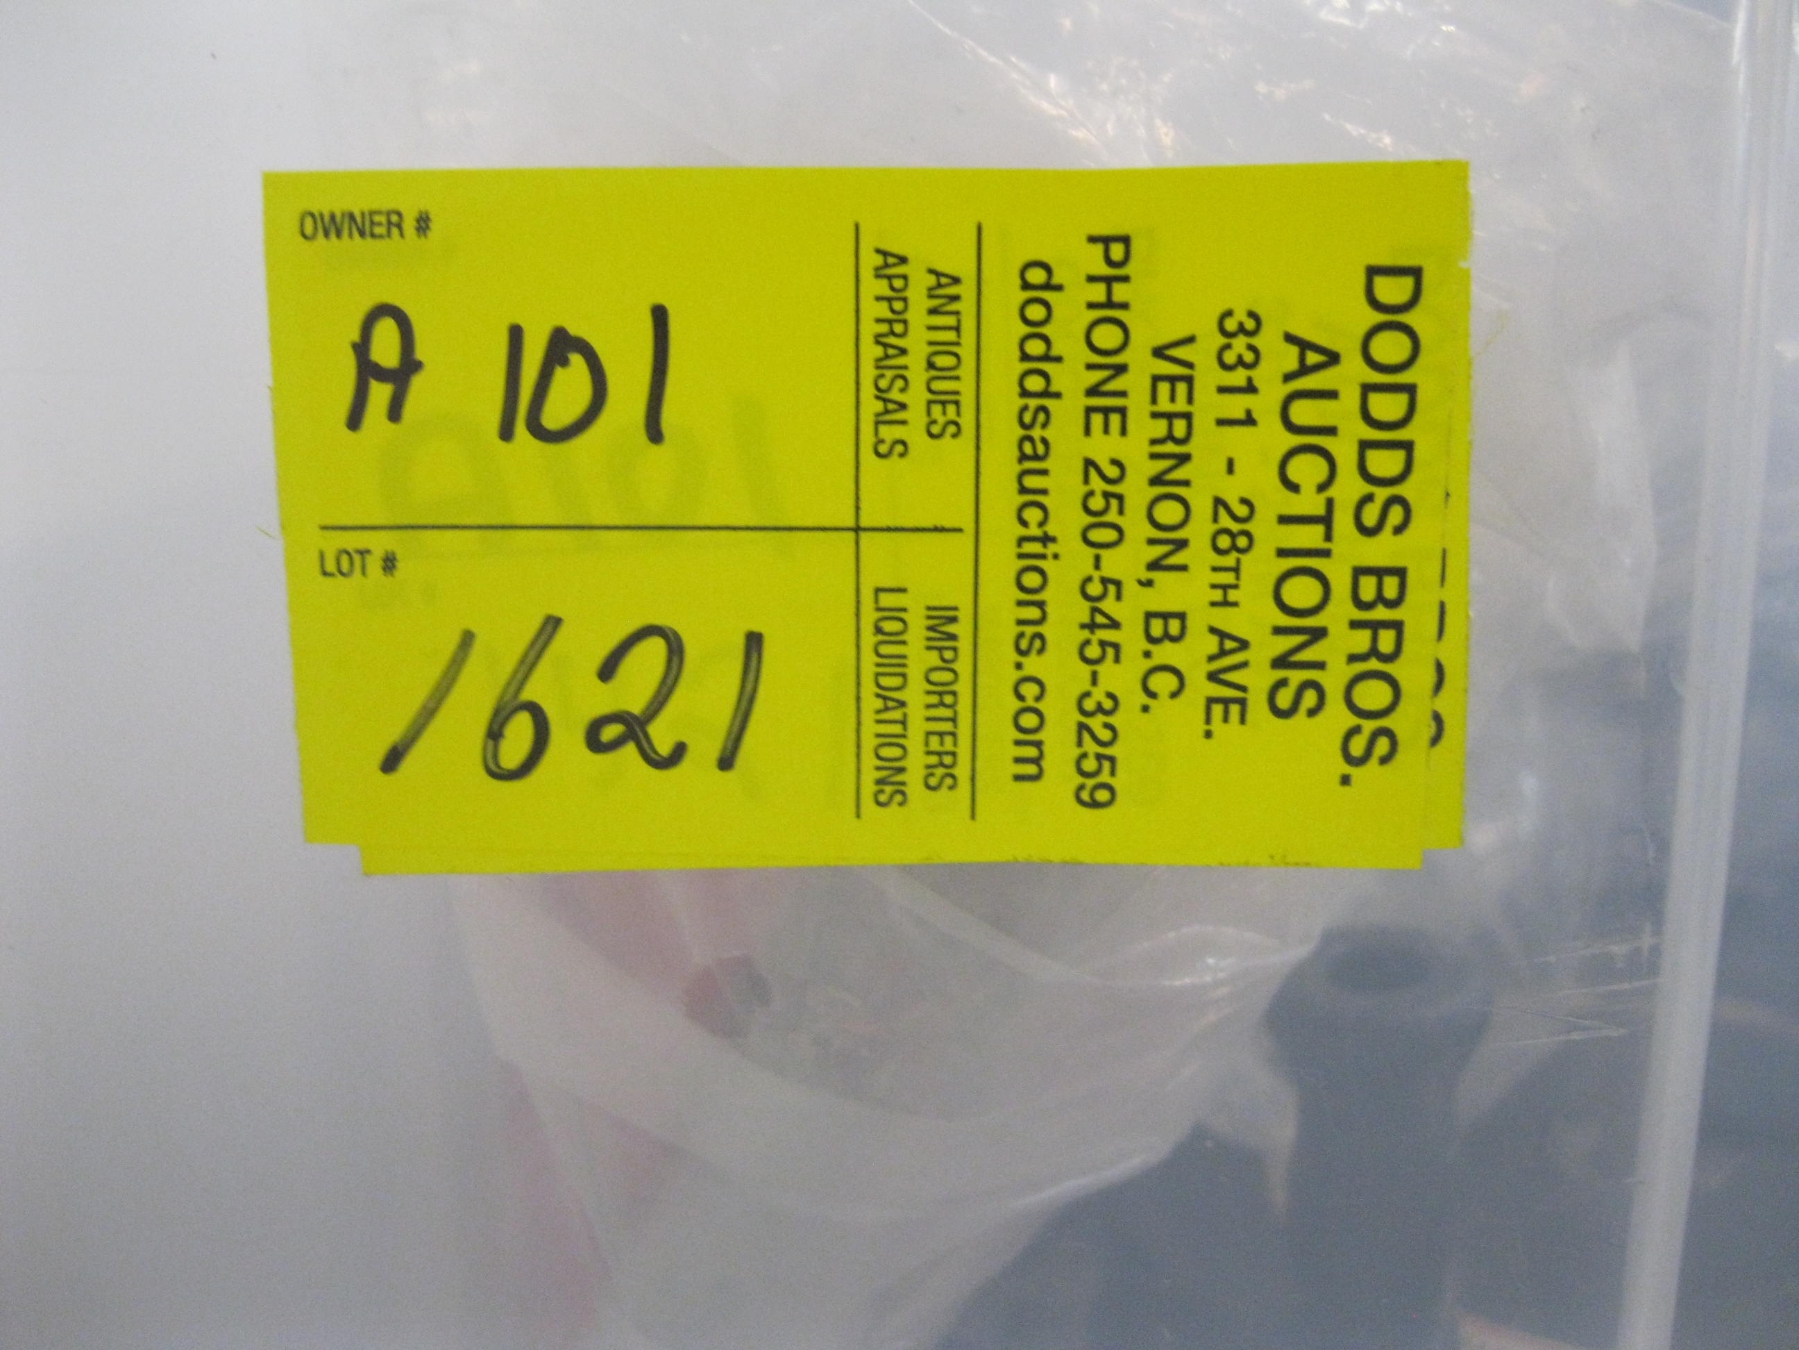 DODDS BROS.
AUCTIONS
3311 - 28TH AVE.
VERNON, B.C.
PHONE 250-545-3259
doddsauctions.com
ANTIQUES
APPRAISALS
IMPORTERS
LIQUIDATIONS
OWNER #
A 101
LOT #
1621